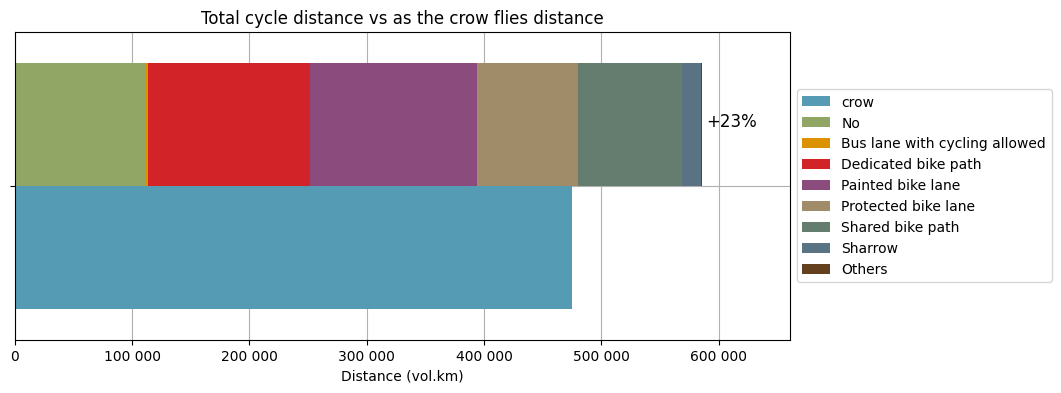 Total cycle distance vs as the crow flies distance
+23%
crow
No
Bus lane with cycling allowed
Dedicated bike path
Painted bike lane
Protected bike lane
Shared bike path
Sharrow
Others
0 100 000 200 000 300 000 400 000 500 000 600 000
Distance (vol.km)